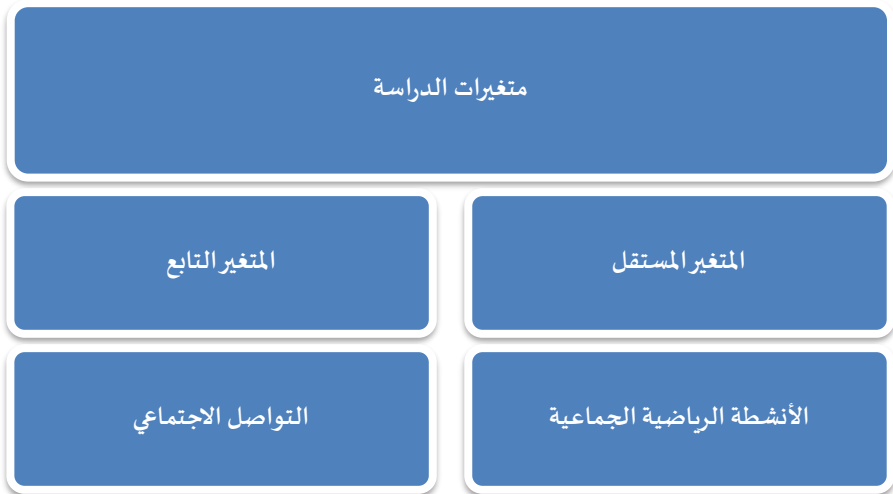 متغيرات الدراسة
المتغير المستقل
المتغير التابع
الأنشطة الرياضية الجماعية
التواصل الاجتماعي